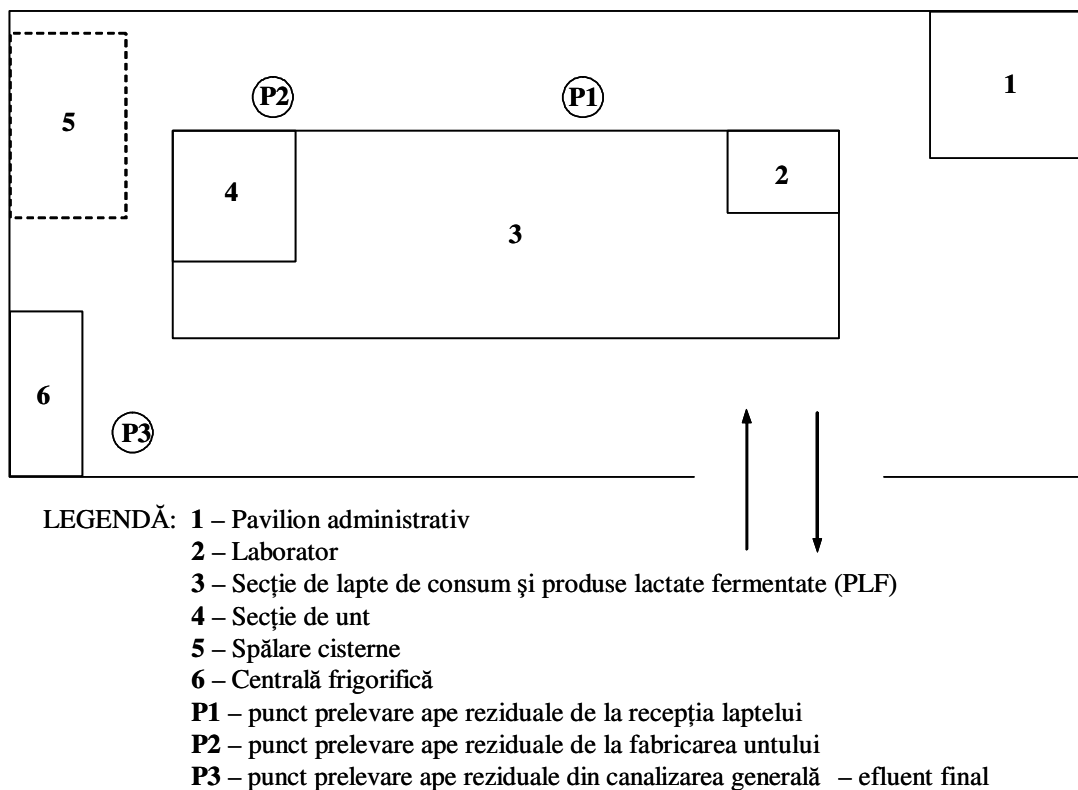 1
P2
P1
5
2
4
3
6
P3
LEGENDĂ: 1 – Pavilion administrativ
2 – Laborator
3 – Secţie de lapte de consum şi produse lactate fermentate (PLF)
4 – Secţie de unt
5 – Spălare cisterne
6 – Centrală frigorifică
P1 – punct prelevare ape reziduale de la recepţia laptelui
P2 – punct prelevare ape reziduale de la fabricarea untului
P3 – punct prelevare ape reziduale din canalizarea generală – efluent final